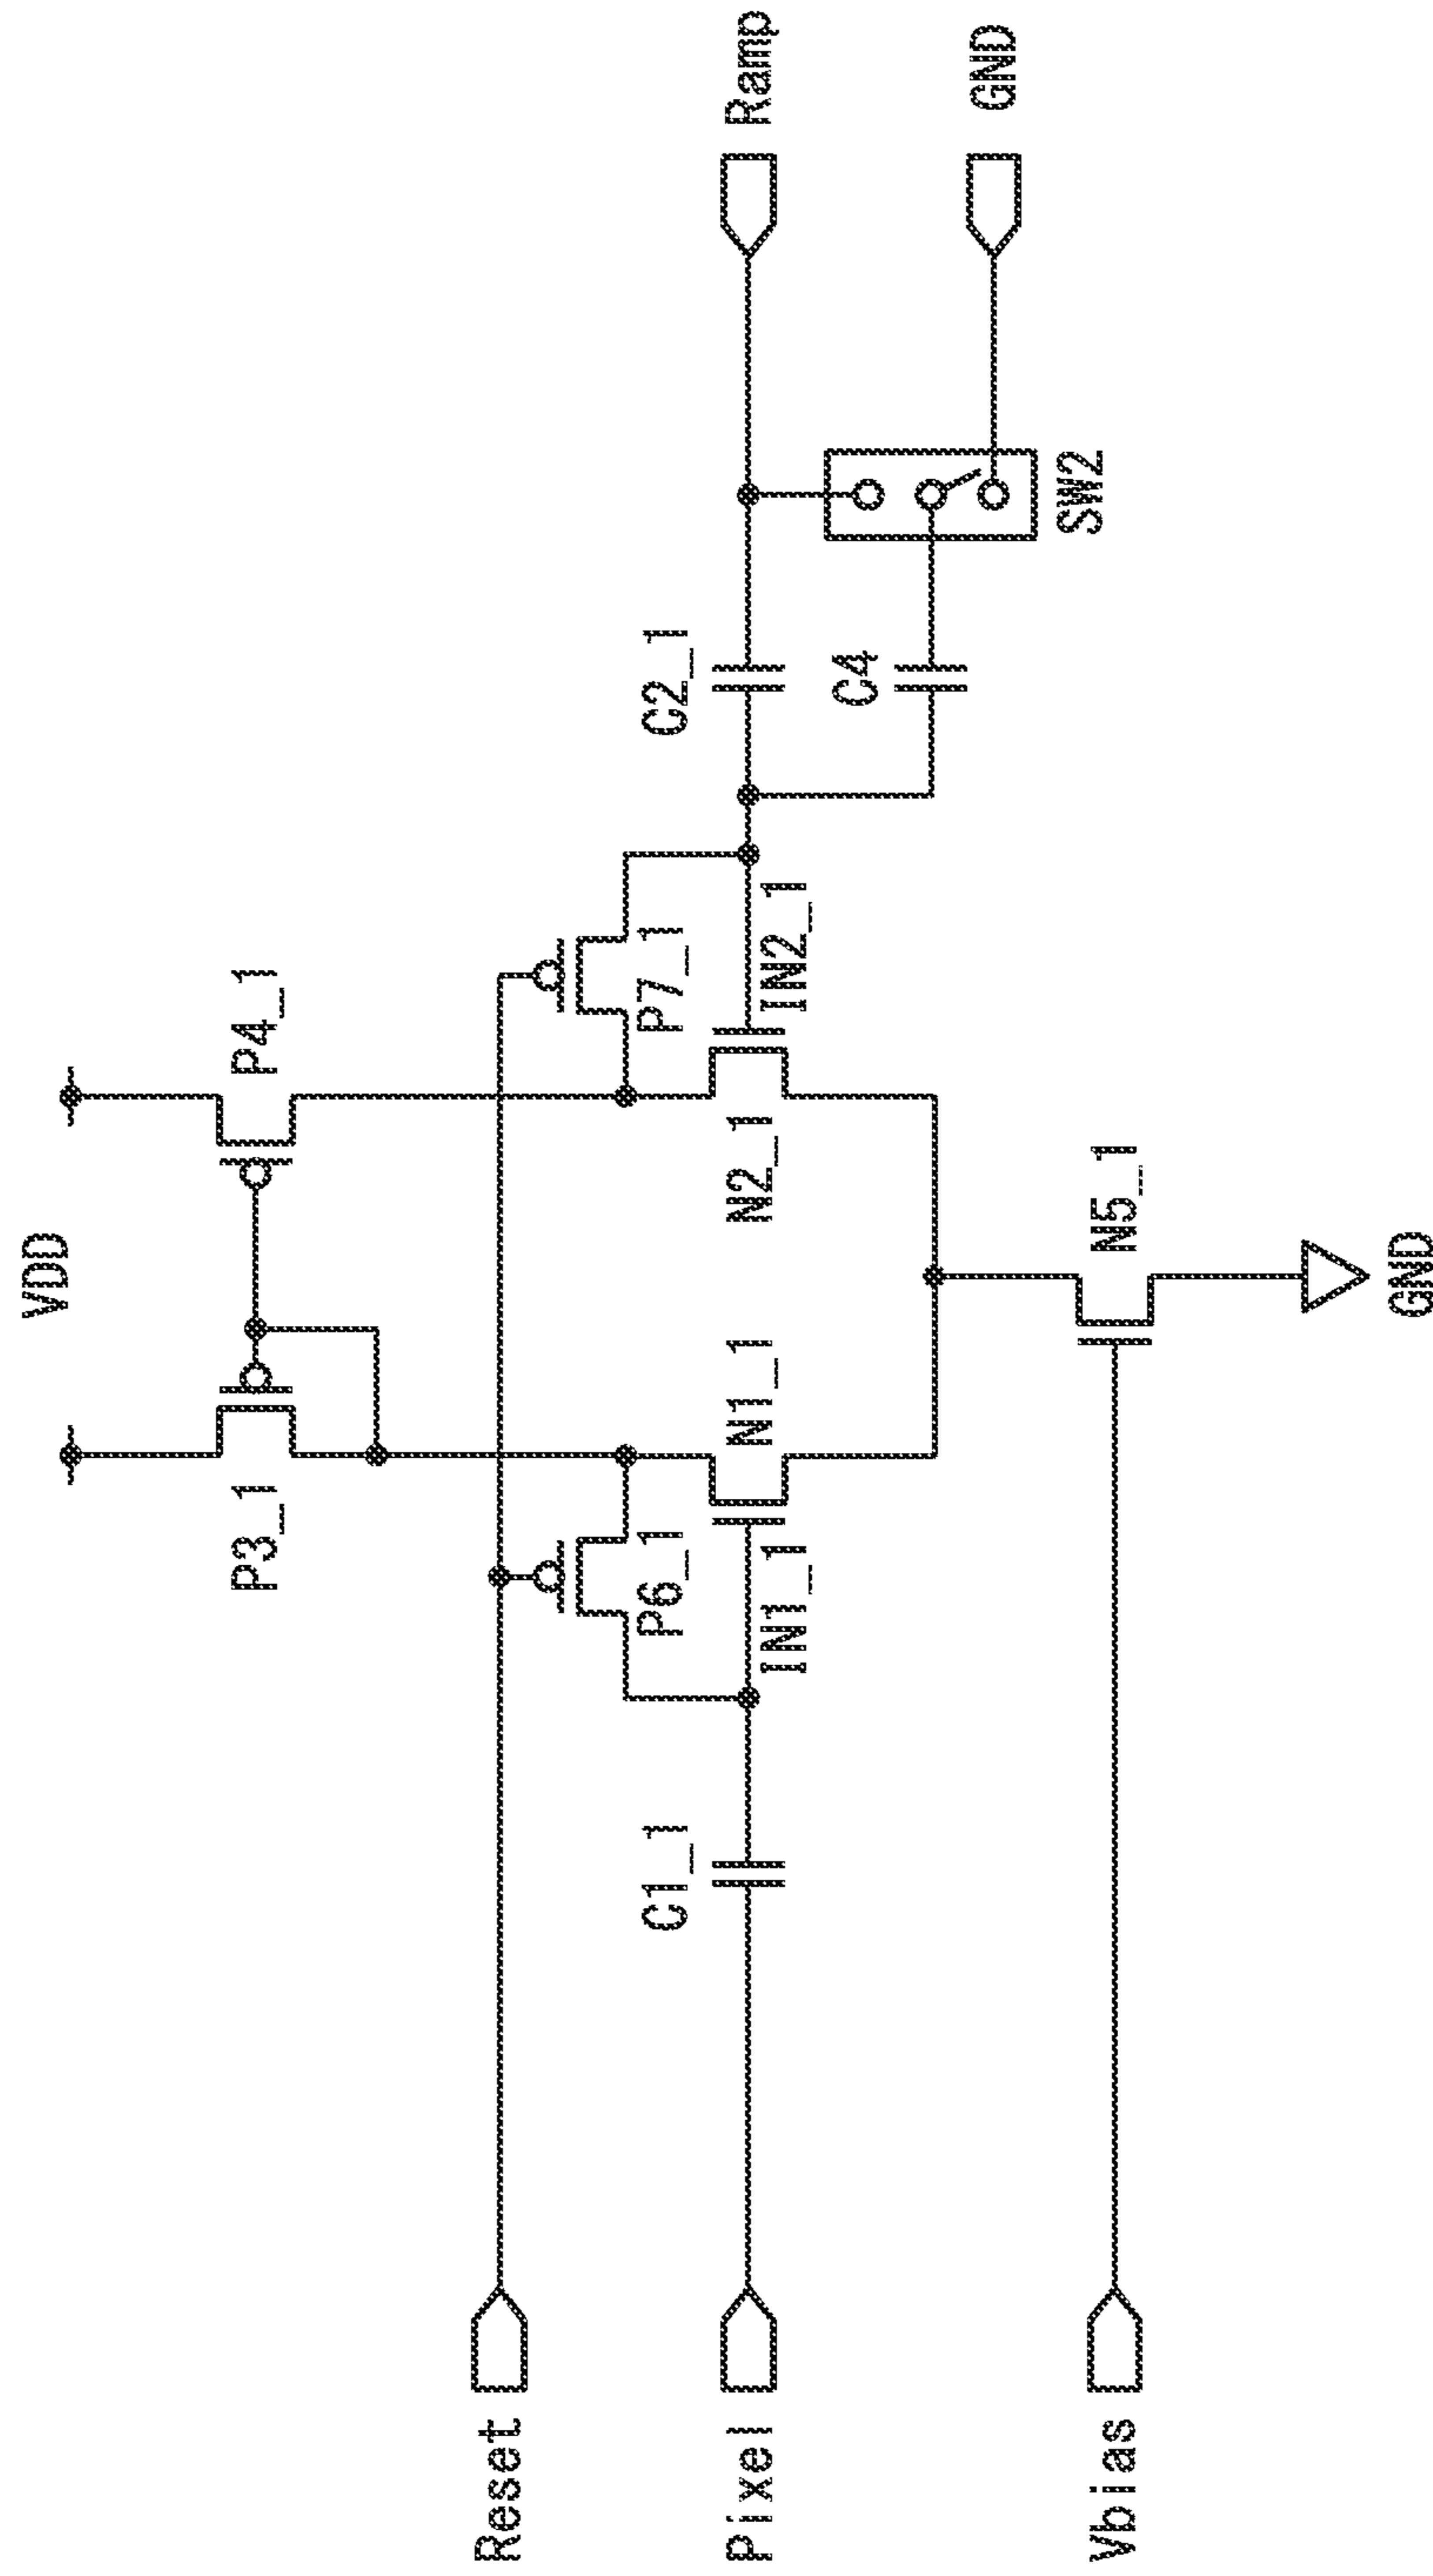 VDD
P3_1
P4_1
Reset
P6_1
P7_1
C1_1
C2_1
Pixel
IN1_1
N1_1
N2_1
IN2_1
Ramp
C4
SW2
GND
Vbias
N5_1
GND